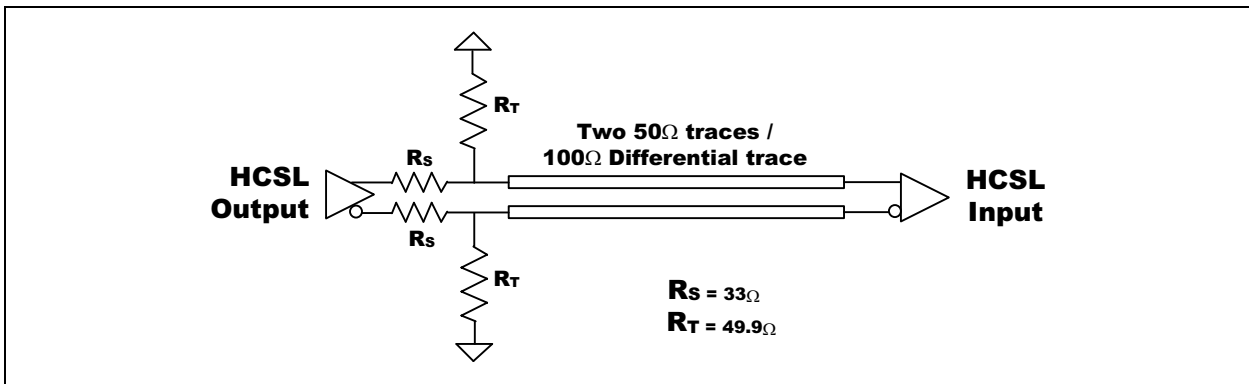 RT
Two 50Ω traces /
100Ω Differential trace
RS
HCSL
Output
HCSL
Input
RS
RT
RS = 33Ω
RT = 49.9Ω